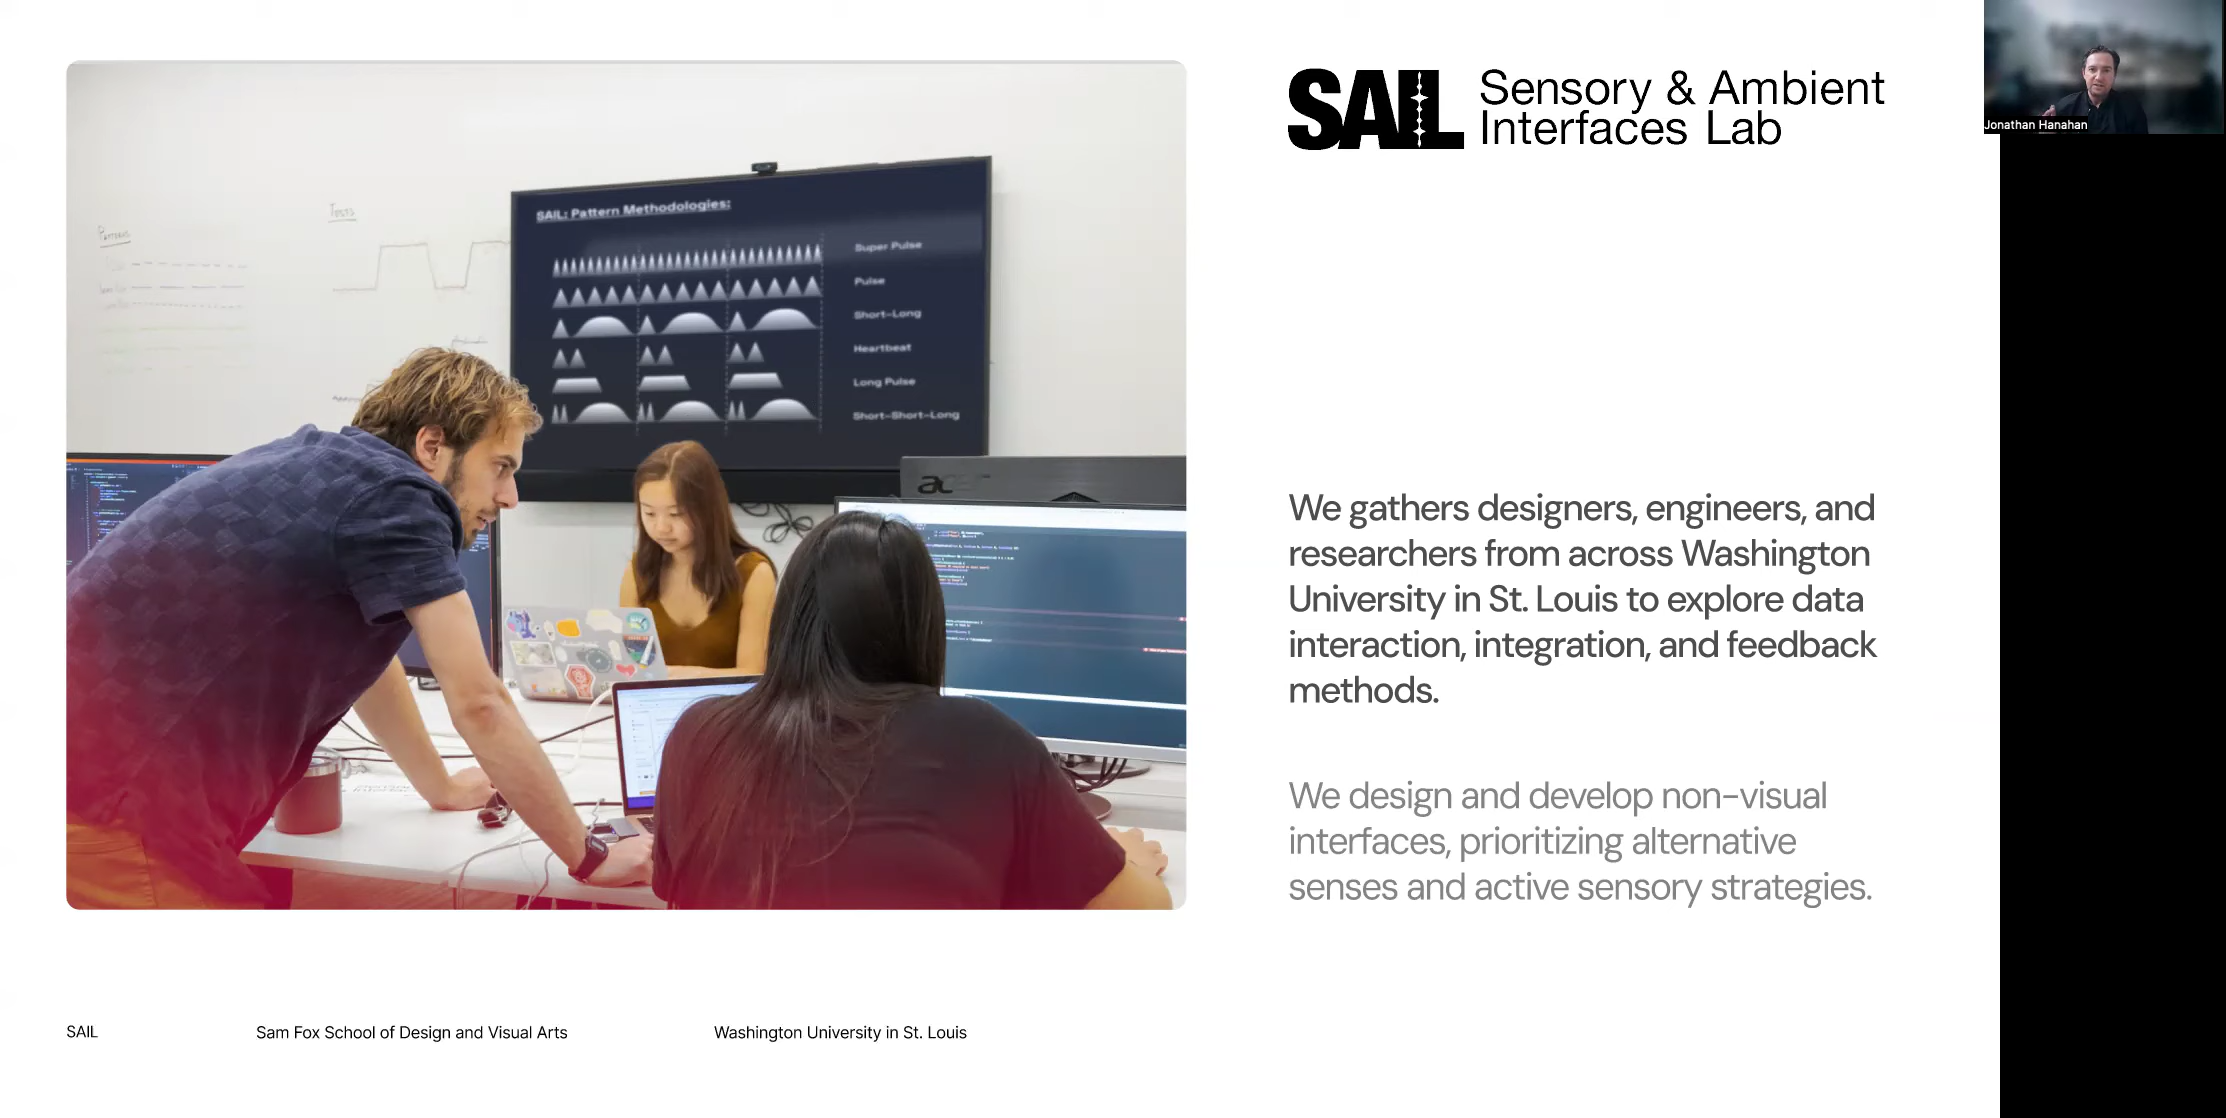 SAIL
Sensory & Ambient
Interfaces Lab
Jonathan Hanahan
Patterns
Tests
SAIL: Pattern Methodologies:
Super Pulse
Pulse
Short-Long
Heartbeat
Long Pulse
Short-Short-Long
acer
We gathers designers, engineers, and
researchers from across Washington
University in St. Louis to explore data
interaction, integration, and feedback
methods.
We design and develop non-visual
interfaces, prioritizing alternative
senses and active sensory strategies.
SAIL
Sam Fox School of Design and Visual Arts
Washington University in St. Louis